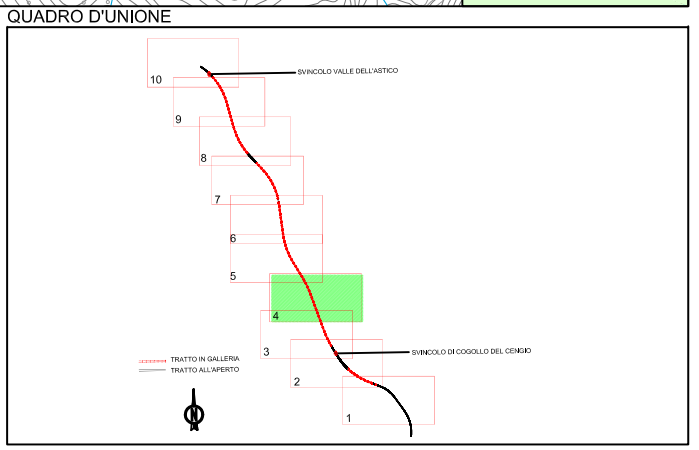 QUADRO D'UNIONE
10
SVINCOLO VALLE DELL'ASTICO
9
8
7
6
5
4
3
SVINCOLO DI COGOLLO DEL CENGIO
TRATTO IN GALLERIA
TRATTO ALL'APERTO
2
1
N